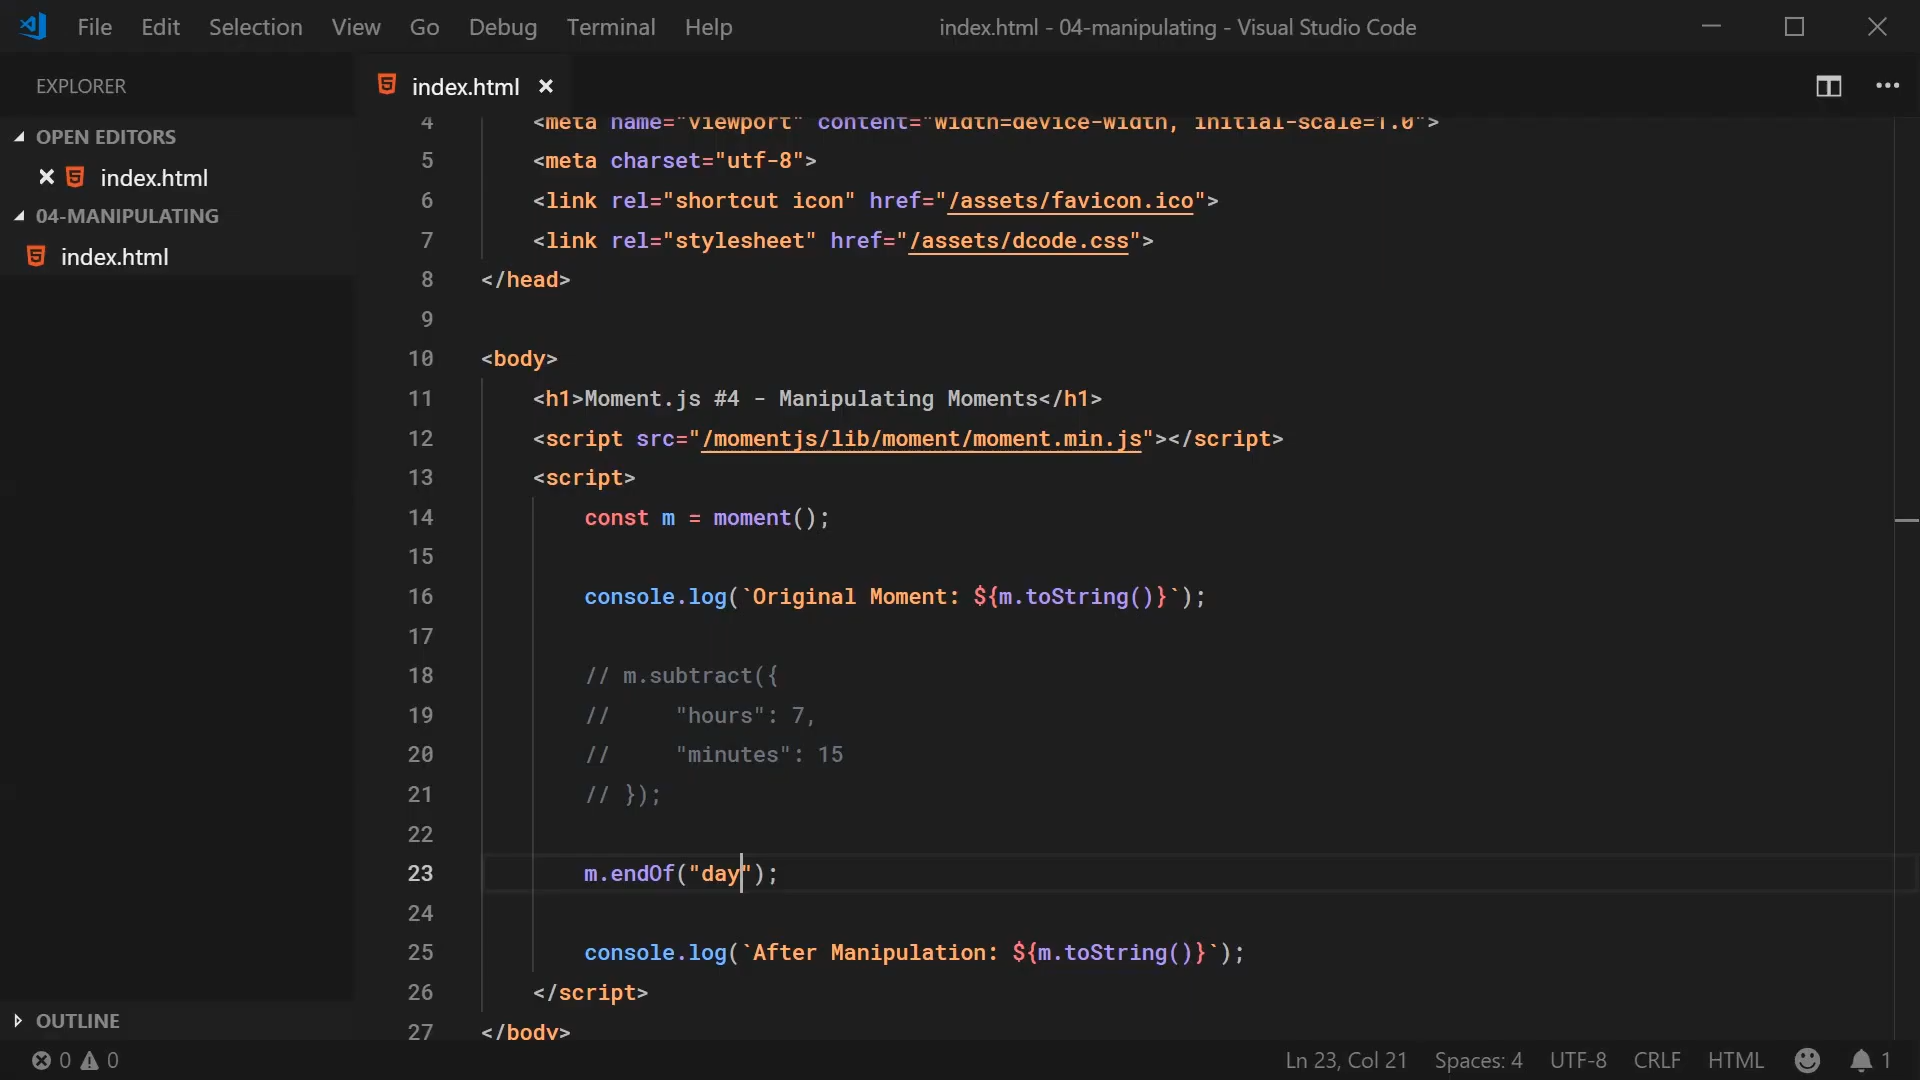 File Edit Selection View Go Debug Terminal Help
index.html - 04-manipulating - Visual Studio Code
EXPLORER
OPEN EDITORS
index.html
04-MANIPULATING
index.html
OUTLINE
index.html
4 <meta name="viewport" content="width=device-width, initial-scale=1.0">
5 <meta charset="utf-8">
6 <link rel="shortcut icon" href="/assets/favicon.ico">
7 <link rel="stylesheet" href="/assets/dcode.css">
8 </head>
9
10 <body>
11 <h1>Moment.js #4 - Manipulating Moments</h1>
12 <script src="/momentjs/lib/moment/moment.min.js"></script>
13 <script>
14 const m = moment();
15
16 console.log(`Original Moment: ${m.toString()}`);
17
18 // m.subtract({
19 // "hours": 7,
20 // "minutes": 15
21 // });
22
23 m.endOf("day");
24
25 console.log(`After Manipulation: ${m.toString()}`);
26 </script>
27 </body>
0 0
Ln 23, Col 21 Spaces: 4 UTF-8 CRLF HTML 1